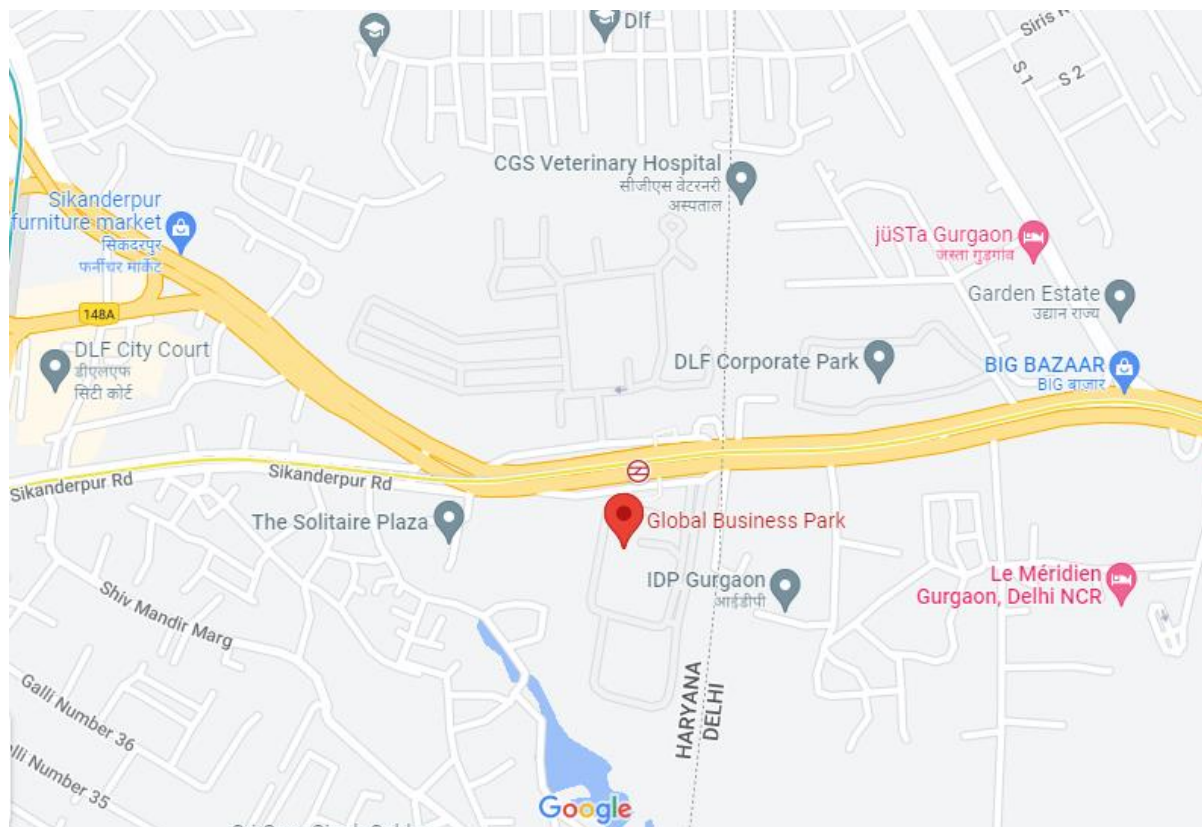 Dlf
Siris R
S 1
S 2
CGS Veterinary Hospital
सीजीएस वेटरनरी
अस्पताल
Sikanderpur
furniture market
सिकंदरपुर
फर्नीचर मार्केट
jüSTa Gurgaon
जस्ता गुड़गांव
Garden Estate
उद्यान राज्य
148A
DLF City Court
डीएलएफ
सिटी कोर्ट
DLF Corporate Park
BIG BAZAAR
BIG बाज़ार
Sikanderpur Rd
Sikanderpur Rd
The Solitaire Plaza
Global Business Park
IDP Gurgaon
आईडीपी
Le Méridien
Gurgaon, Delhi NCR
Shiv Mandir Marg
HARYANA
DELHI
Galli Number 36
alli Number 35
Google